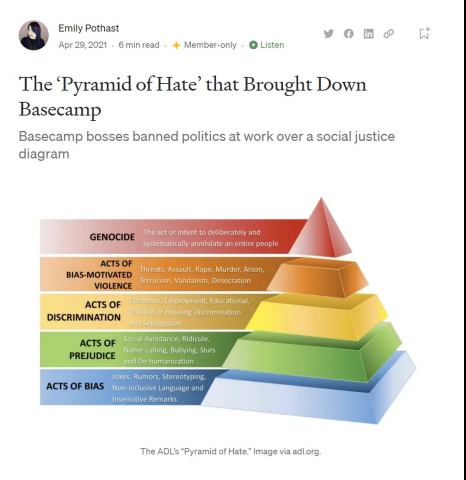 Emily Pothast
Apr 29, 2021 · 6 min read · Member-only · Listen
The ‘Pyramid of Hate’ that Brought Down
Basecamp
Basecamp bosses banned politics at work over a social justice
diagram
GENOCIDE
The act or intent to deliberately and
systematically annihilate an entire people
ACTS OF
BIAS-MOTIVATED
VIOLENCE
Threats, Assault, Rape, Murder, Arson,
Terrorism, Vandalism, Desecration
ACTS OF
DISCRIMINATION
Economic, Employment, Educational,
Political or Housing Discrimination
and Segregation
ACTS OF
PREJUDICE
Social Avoidance, Ridicule,
Name-calling, Bullying, Slurs
and De-humanization
ACTS OF BIAS
Jokes, Rumors, Stereotyping,
Non-inclusive Language and
Insensitive Remarks
The ADL's "Pyramid of Hate." Image via adl.org.